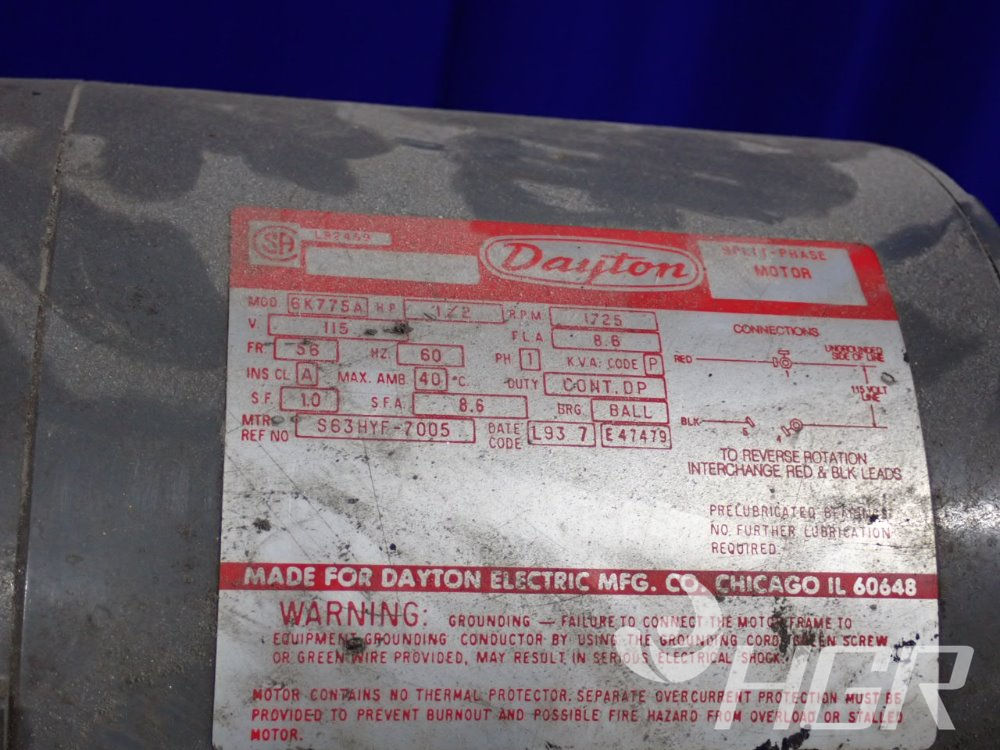 SA LR2459
Dayton
SPLIT-PHASE
MOTOR
MOD 6K775A H.P. 1/2 R.P.M 1725
V. 115 F.L.A 8.6
FR. 56 HZ. 60 PH 1 K.V.A. CODE P
INS CL A MAX. AMB. 40 °C. DUTY CONT. DP
S.F. 1.0 S.F.A. 8.6 BRG. BALL
MTR. REF NO S63HYF-7005 DATE CODE L93 7 E47479
CONNECTIONS
RED 1 UNGROUNDED
SIDE OF LINE
115 VOLT
LINE
BLK 5 4
TO REVERSE ROTATION
INTERCHANGE RED & BLK LEADS
PRELUBRICATED BEARINGS
NO FURTHER LUBRICATION
REQUIRED.
MADE FOR DAYTON ELECTRIC MFG. CO. CHICAGO IL 60648
WARNING: GROUNDING — FAILURE TO CONNECT THE MOTOR FRAME TO
EQUIPMENT GROUNDING CONDUCTOR BY USING THE GROUNDING CORD, GREEN SCREW
OR GREEN WIRE PROVIDED, MAY RESULT IN SERIOUS ELECTRICAL SHOCK.
MOTOR CONTAINS NO THERMAL PROTECTOR. SEPARATE OVERCURRENT PROTECTION MUST BE
PROVIDED TO PREVENT BURNOUT AND POSSIBLE FIRE HAZARD FROM OVERLOAD OR STALLED
MOTOR.
HGR